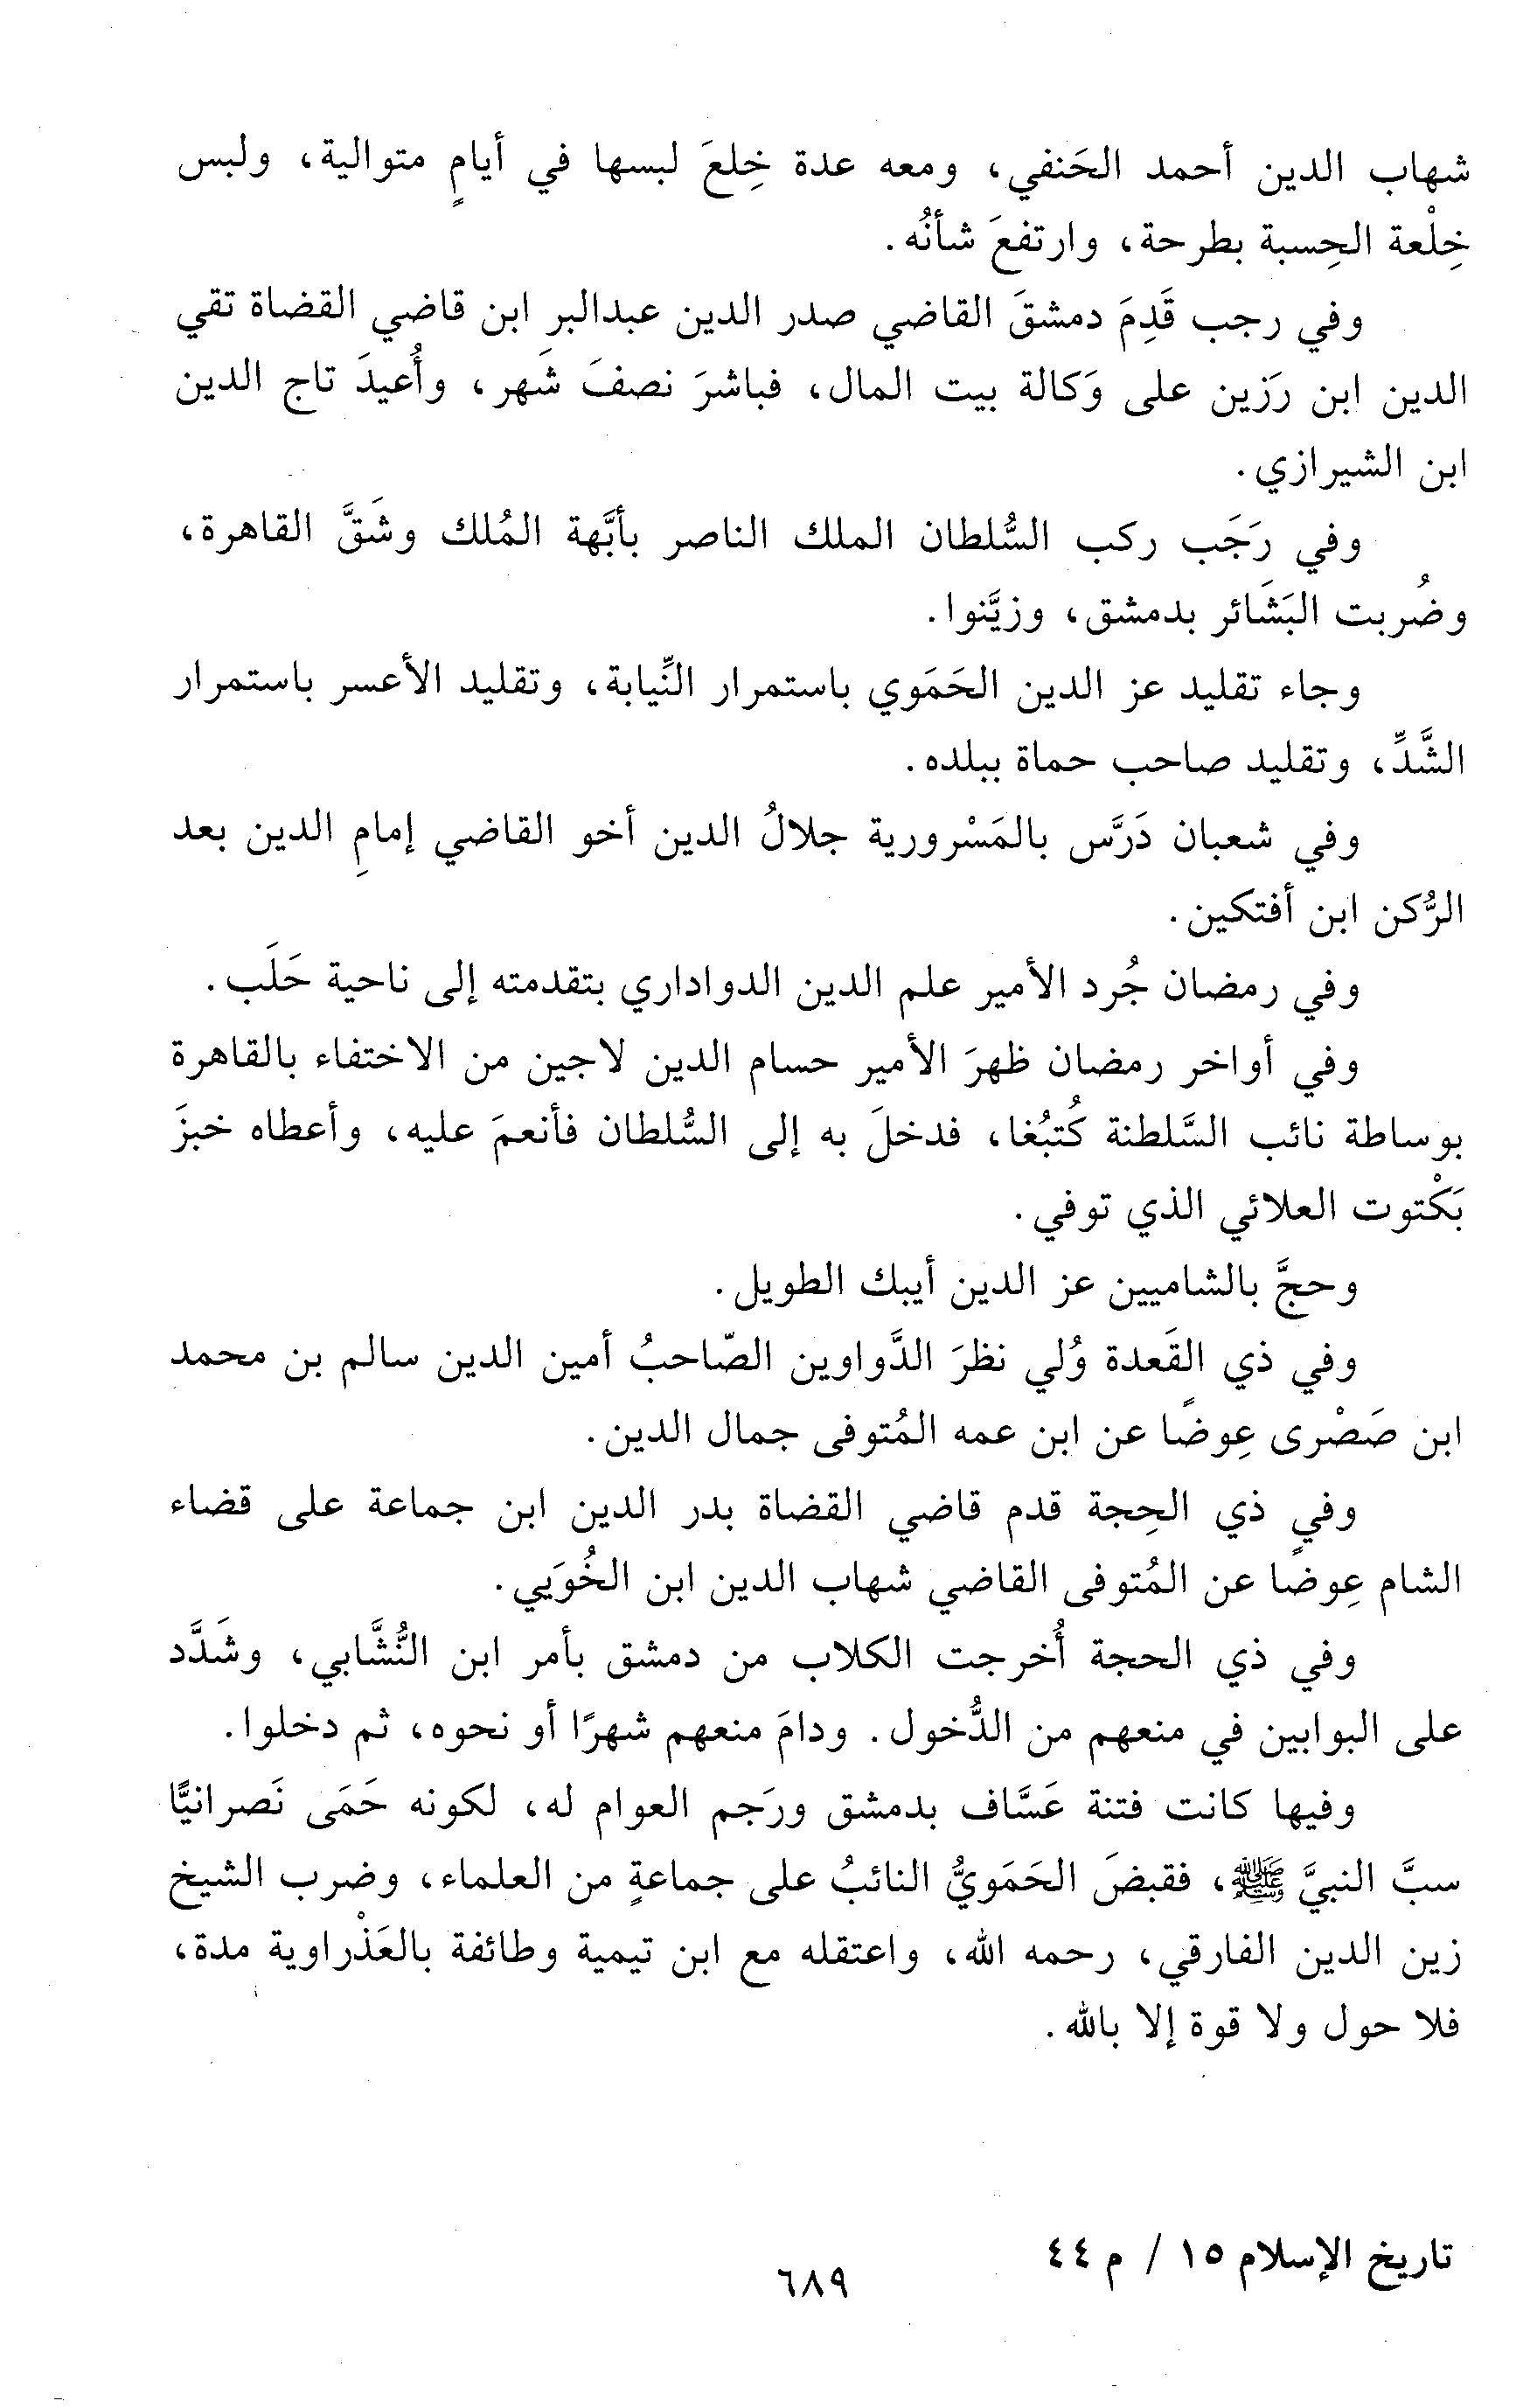 شهاب الدين أحمد الحَنفي، ومعه عدة خِلعَ لبسها في أيامٍ متوالية، ولبس
خِلْعة الحِسبة بطرحة، وارتفعَ شأنُه.
وفي رجب قَدِمَ دمشقَ القاضي صدر الدين عبدالبر ابن قاضي القضاة تقي
الدين ابن رَزين على وَكالة بيت المال، فباشرَ نصفَ شَهر، وأُعيدَ تاج الدين
ابن الشيرازي.
وفي رَجَب ركب السُّلطان الملك الناصر بأبَّهة المُلك وشَقَّ القاهرة،
وضُربت البَشَائر بدمشق، وزيَّنوا.
وجاء تقليد عز الدين الحَمَوي باستمرار النِّيابة، وتقليد الأعسر باستمرار
الشَّدِّ، وتقليد صاحب حماة ببلده.
وفي شعبان دَرَّس بالمَسْرورية جلالُ الدين أخو القاضي إمامِ الدين بعد
الرُّكن ابن أفتكين.
وفي رمضان جُرد الأمير علم الدين الدواداري بتقدمته إلى ناحية حَلَب.
وفي أواخر رمضان ظهرَ الأمير حسام الدين لاجين من الاختفاء بالقاهرة
بوساطة نائب السَّلطنة كُتبُغا، فدخلَ به إلى السُّلطان فأنعمَ عليه، وأعطاه خبزَ
بَكْتوت العلائي الذي توفي.
وحجَّ بالشاميين عز الدين أيبك الطويل.
وفي ذي القَعدة وُلي نظرَ الدَّواوين الصّاحبُ أمين الدين سالم بن محمد
ابن صَصْرى عِوضًا عن ابن عمه المُتوفى جمال الدين.
وفي ذي الحِجة قدم قاضي القضاة بدر الدين ابن جماعة على قضاء
الشام عِوضًا عن المُتوفى القاضي شهاب الدين ابن الخُوَيي.
وفي ذي الحجة أُخرجت الكلاب من دمشق بأمر ابن النُّشَّابي، وشَدَّد
على البوابين في منعهم من الدُّخول. ودامَ منعهم شهرًا أو نحوه، ثم دخلوا.
وفيها كانت فتنة عَسَّاف بدمشق ورَجم العوام له، لكونه حَمَى نَصرانيًّا
سبَّ النبيَّ ﷺ، فقبضَ الحَمَويُّ النائبُ على جماعةٍ من العلماء، وضرب الشيخ
زين الدين الفارقي، رحمه الله، واعتقله مع ابن تيمية وطائفة بالعَذْراوية مدة،
فلا حول ولا قوة إلا بالله.
تاريخ الإسلام ١٥ / م ٤٤
٦٨٩